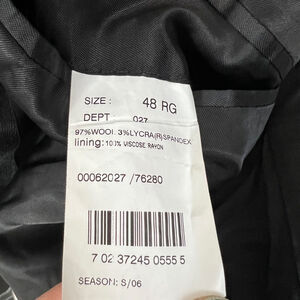 SIZE : 48 RG
DEPT 027
97%WOOL 3%LYCRA(R)SPANDEX
lining: 100% VISCOSE RAYON
00062027 /76280
7 02 37245 0555 5
SEASON: S/06